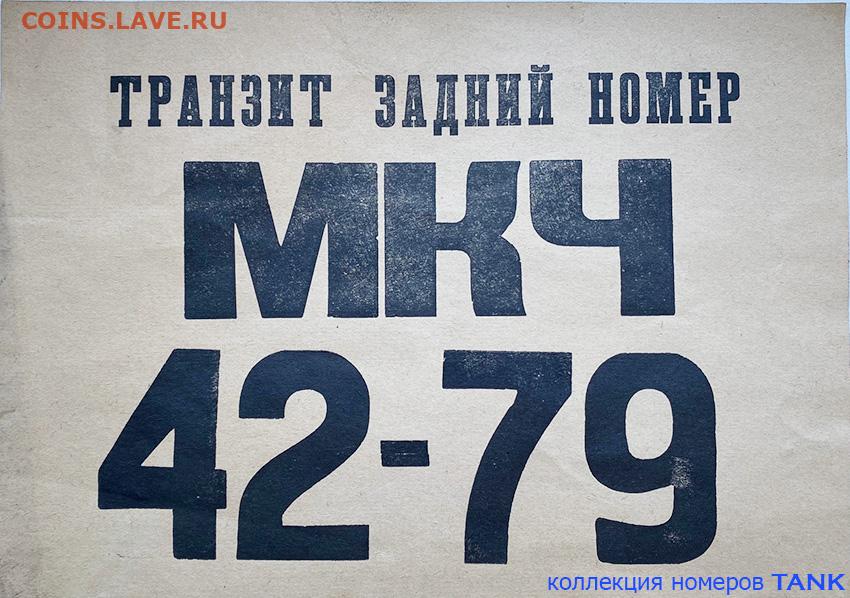 COINS.LAVE.RU
ТРАНЗИТ ЗАДНИЙ НОМЕР
МКЧ
42-79
коллекция номеров TANK